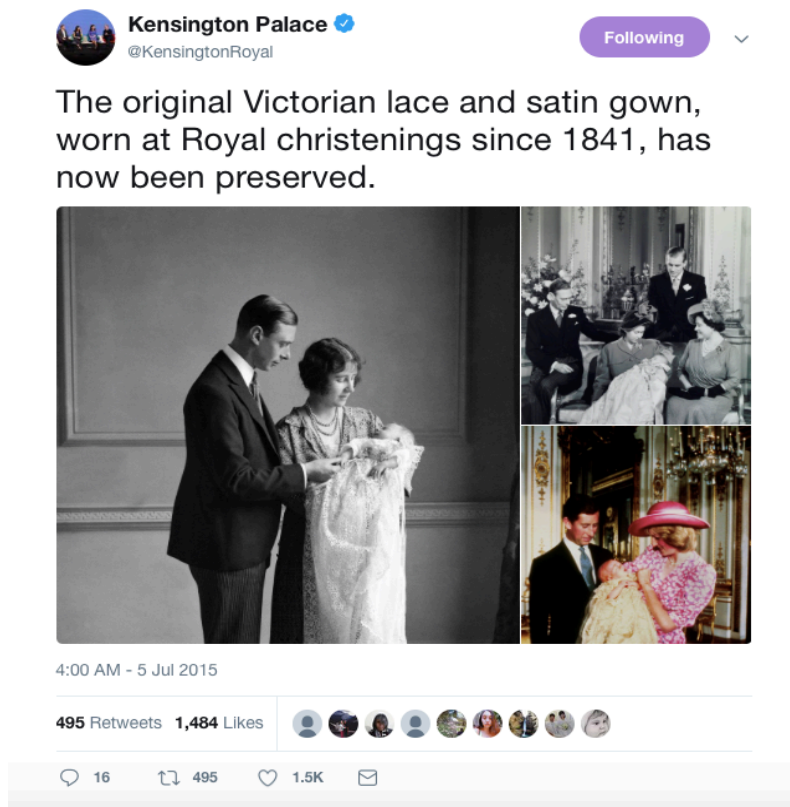 Kensington Palace
@KensingtonRoyal
Following
The original Victorian lace and satin gown,
worn at Royal christenings since 1841, has
now been preserved.
4:00 AM - 5 Jul 2015
495 Retweets 1,484 Likes
16 495 1.5K